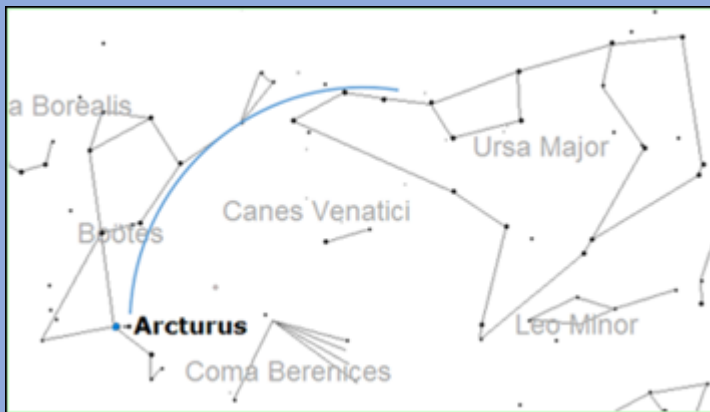 a Borealis
Ursa Major
Canes Venatici
Boötes
Arcturus
Leo Minor
Coma Berenices